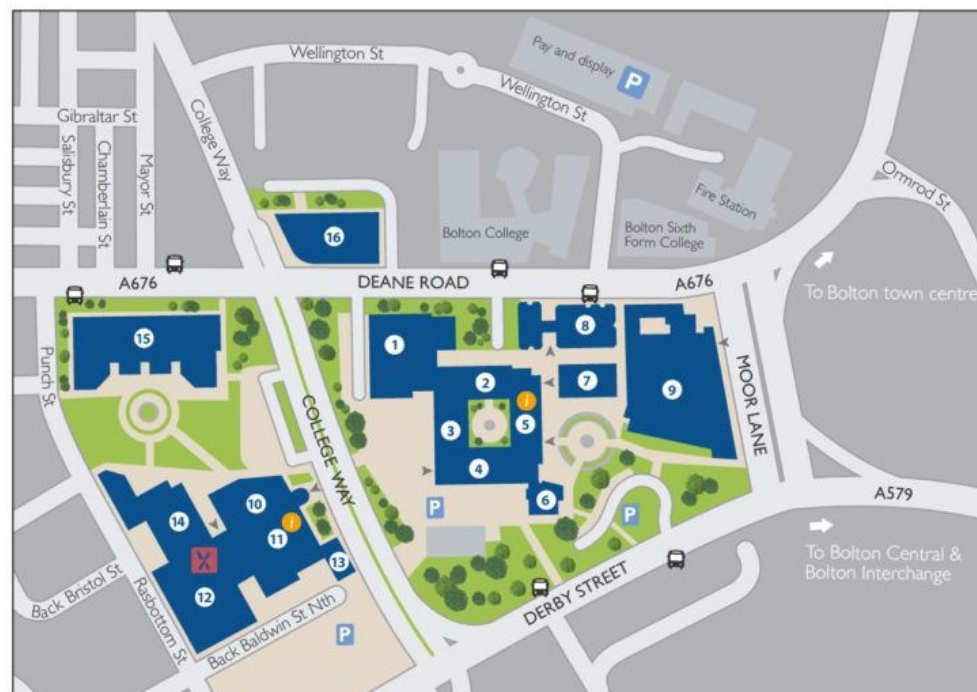 Wellington St
Pay and display
P
Wellington St
Gibraltar St
Salisbury St
Chamberlain St
Mayor St
College Way
Fire Station
Ormrod St
Bolton College
Bolton Sixth
Form College
16
A676
DEANE ROAD
A676
To Bolton town centre
15
1
8
2
7
9
3
i
5
4
6
Punch St
COLLEGE WAY
MOOR LANE
A579
10
14
i
11
P
P
13
12
To Bolton Central &
Bolton Interchange
Back Bristol St
Rasbottom St
Back Baldwin St Nth
DERBY STREET
P